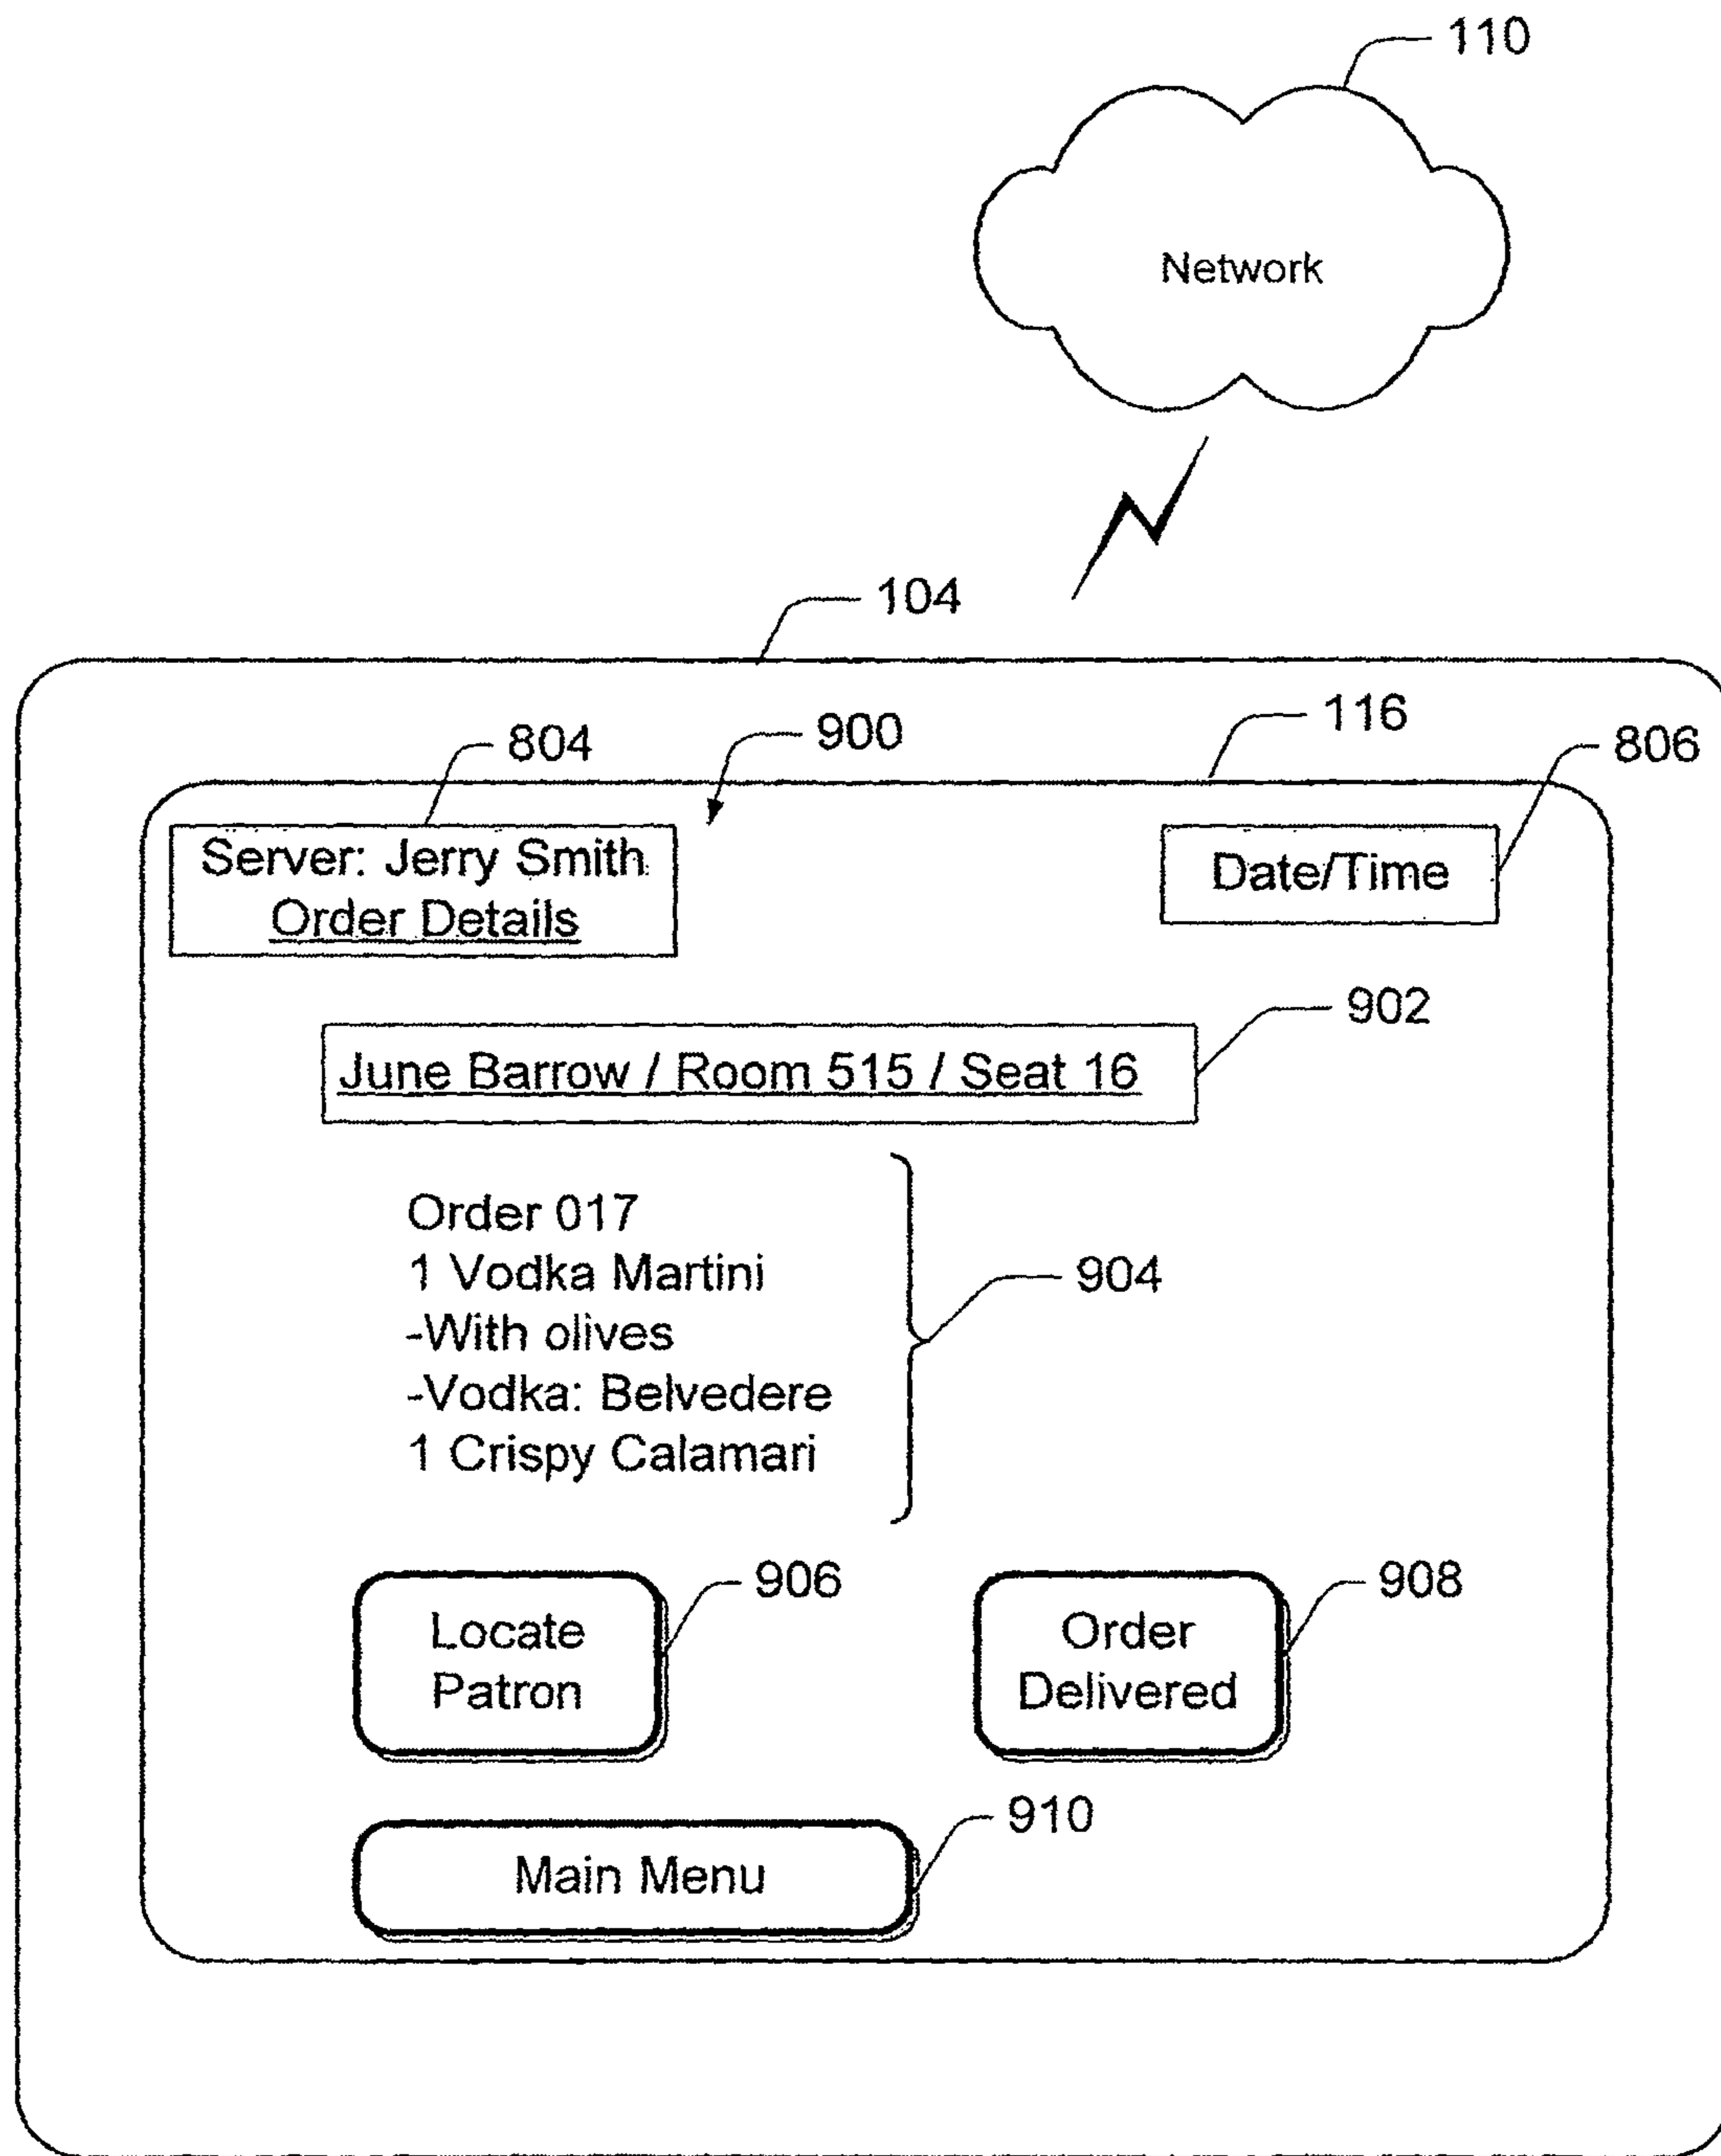 110
Network
104
804
900
116
806
Server: Jerry Smith
Order Details
Date/Time
902
June Barrow / Room 515 / Seat 16
Order 017
1 Vodka Martini
-With olives
-Vodka: Belvedere
1 Crispy Calamari
904
906
908
Locate
Patron
Order
Delivered
910
Main Menu